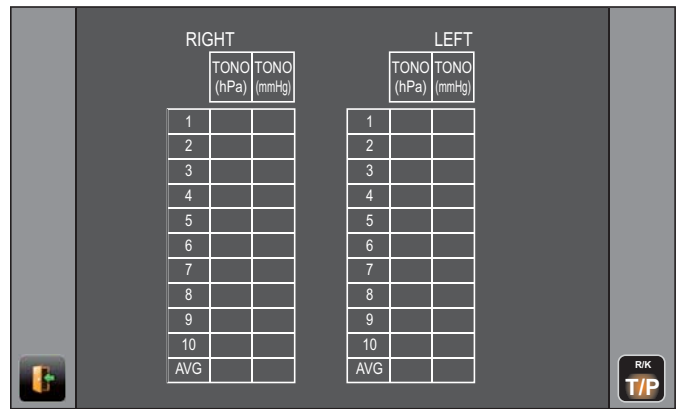 RIGHT LEFT
TONO TONO TONO TONO
(hPa) (mmHg) (hPa) (mmHg)
1 1
2 2
3 3
4 4
5 5
6 6
7 7
8 8
9 9
10 10
AVG AVG
R/K
T/P